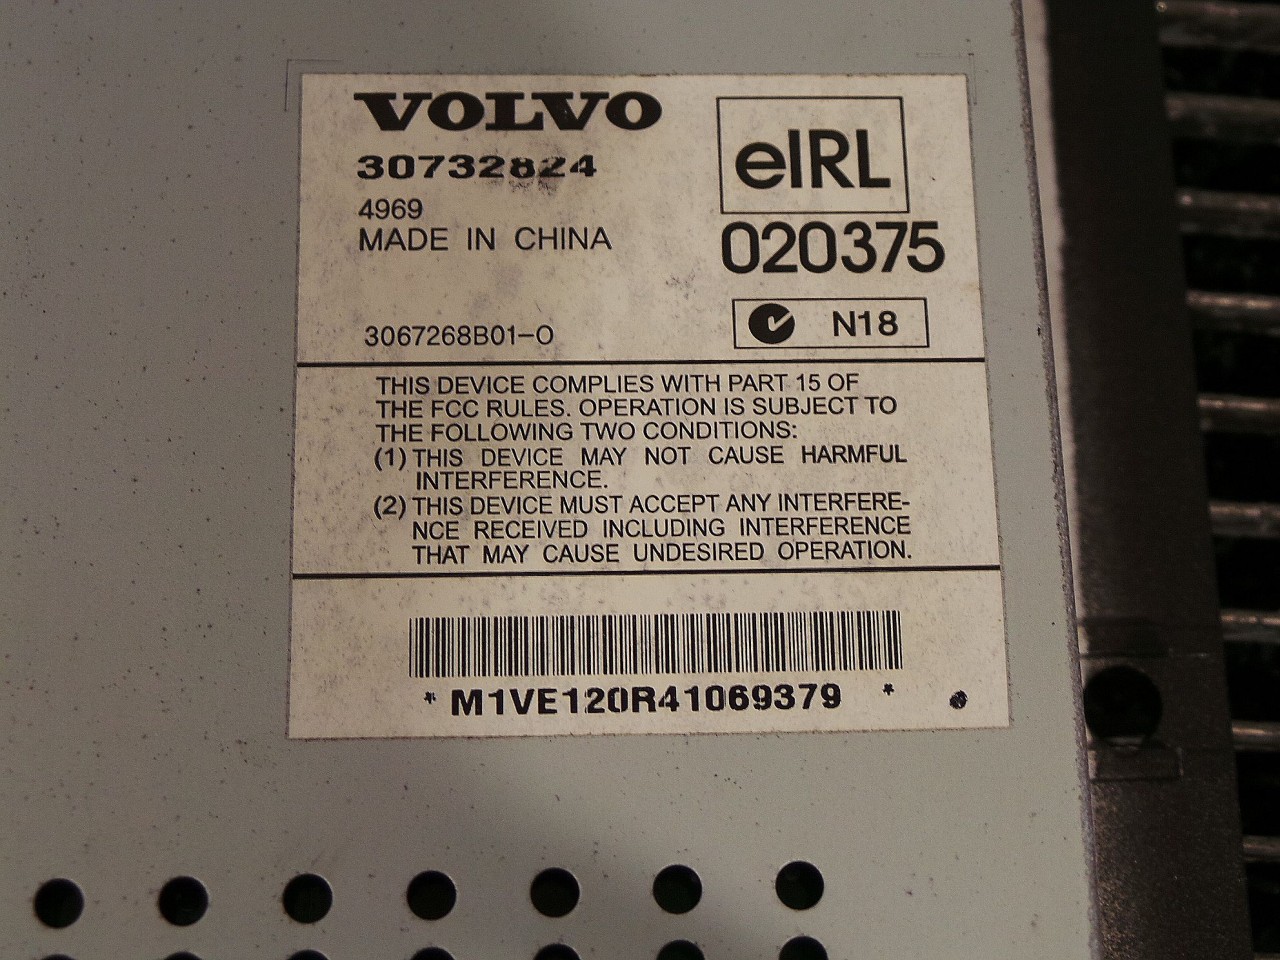 VOLVO
30732824
4969
MADE IN CHINA
3067268B01-O
eIRL
020375
N18
THIS DEVICE COMPLIES WITH PART 15 OF
THE FCC RULES. OPERATION IS SUBJECT TO
THE FOLLOWING TWO CONDITIONS:
(1) THIS DEVICE MAY NOT CAUSE HARMFUL
INTERFERENCE.
(2) THIS DEVICE MUST ACCEPT ANY INTERFERE-
NCE RECEIVED INCLUDING INTERFERENCE
THAT MAY CAUSE UNDESIRED OPERATION.
* M1VE120R41069379 *